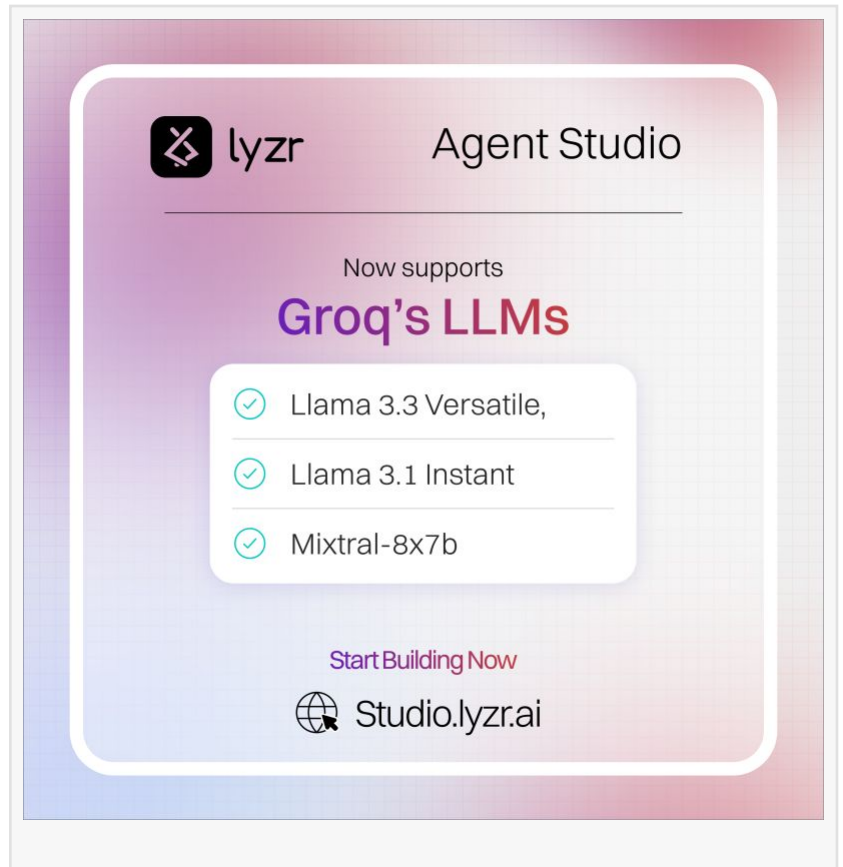 lyzr
Agent Studio
Now supports
Groq's LLMs
Llama 3.3 Versatile,
Llama 3.1 Instant
Mixtral-8x7b
Start Building Now
Studio.lyzr.ai